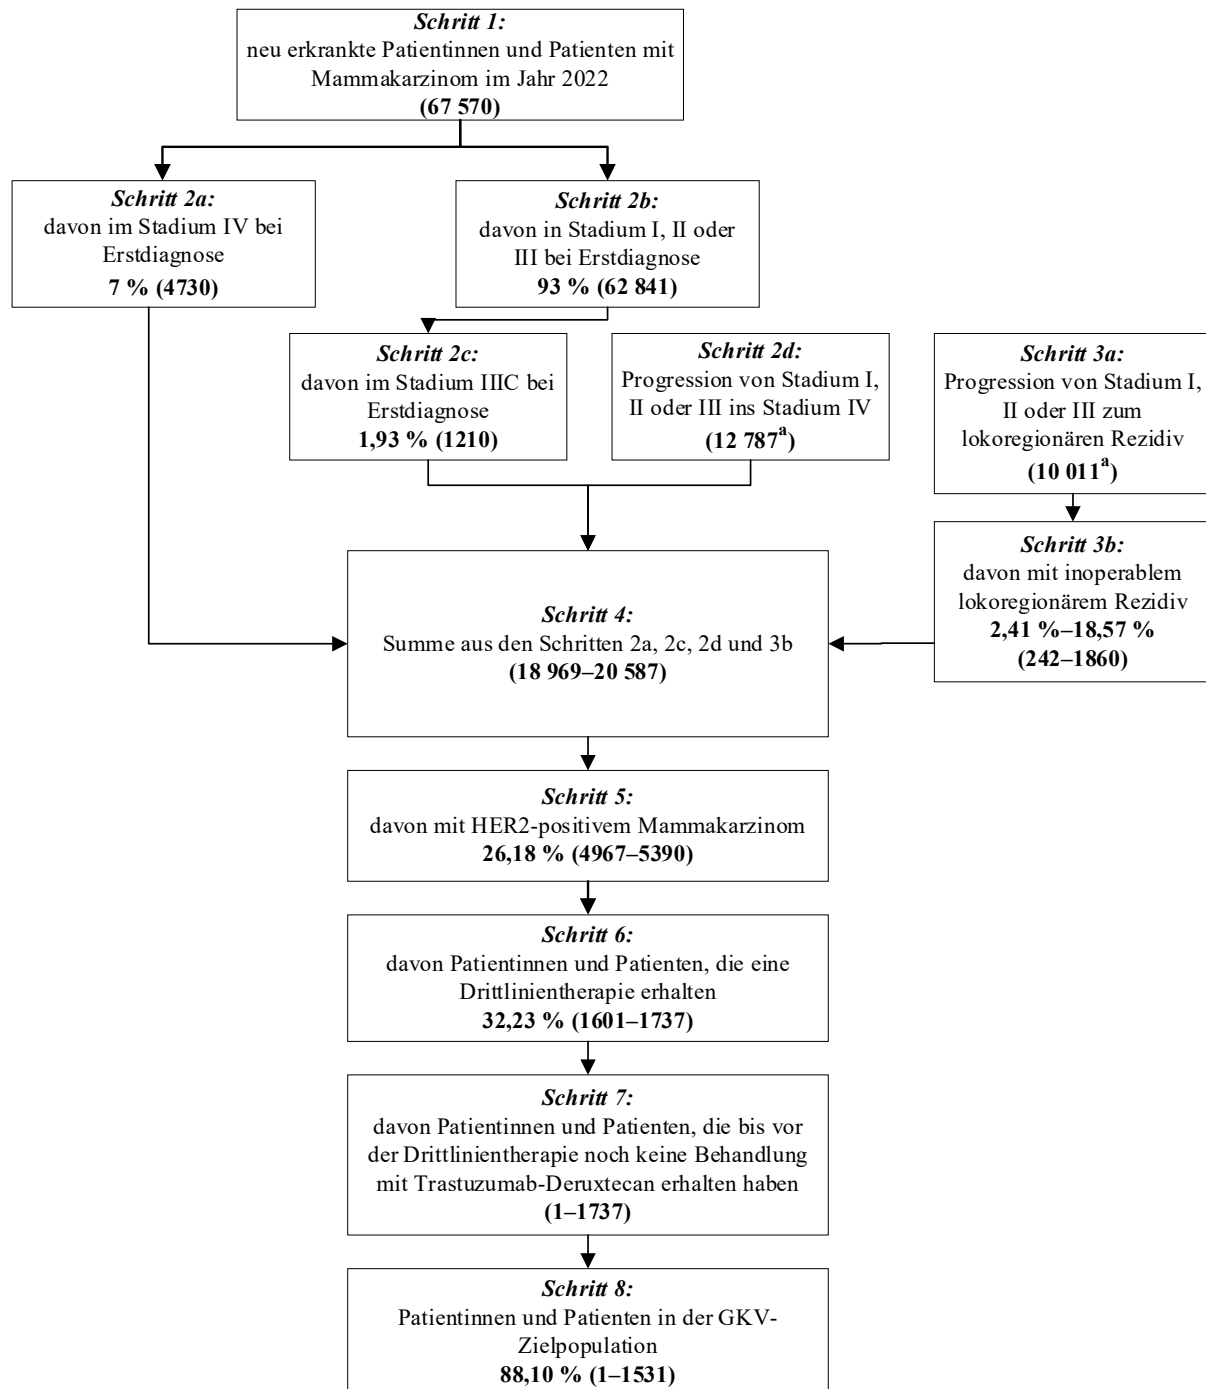 Schritt 1:
neu erkrankte Patientinnen und Patienten mit
Mammakarzinom im Jahr 2022
(67 570)
Schritt 2a:
davon im Stadium IV bei
Erstdiagnose
7 % (4730)
Schritt 2b:
davon in Stadium I, II oder
III bei Erstdiagnose
93 % (62 841)
Schritt 2c:
davon im Stadium IIIC bei
Erstdiagnose
1,93 % (1210)
Schritt 2d:
Progression von Stadium I,
II oder III ins Stadium IV
(12 787a)
Schritt 3a:
Progression von Stadium I,
II oder III zum
lokoregionären Rezidiv
(10 011a)
Schritt 3b:
davon mit inoperablem
lokoregionärem Rezidiv
2,41 %–18,57 %
(242–1860)
Schritt 4:
Summe aus den Schritten 2a, 2c, 2d und 3b
(18 969–20 587)
Schritt 5:
davon mit HER2-positivem Mammakarzinom
26,18 % (4967–5390)
Schritt 6:
davon Patientinnen und Patienten, die eine
Drittlinientherapie erhalten
32,23 % (1601–1737)
Schritt 7:
davon Patientinnen und Patienten, die bis vor
der Drittlinientherapie noch keine Behandlung
mit Trastuzumab-Deruxtecan erhalten haben
(1–1737)
Schritt 8:
Patientinnen und Patienten in der GKV-
Zielpopulation
88,10 % (1–1531)